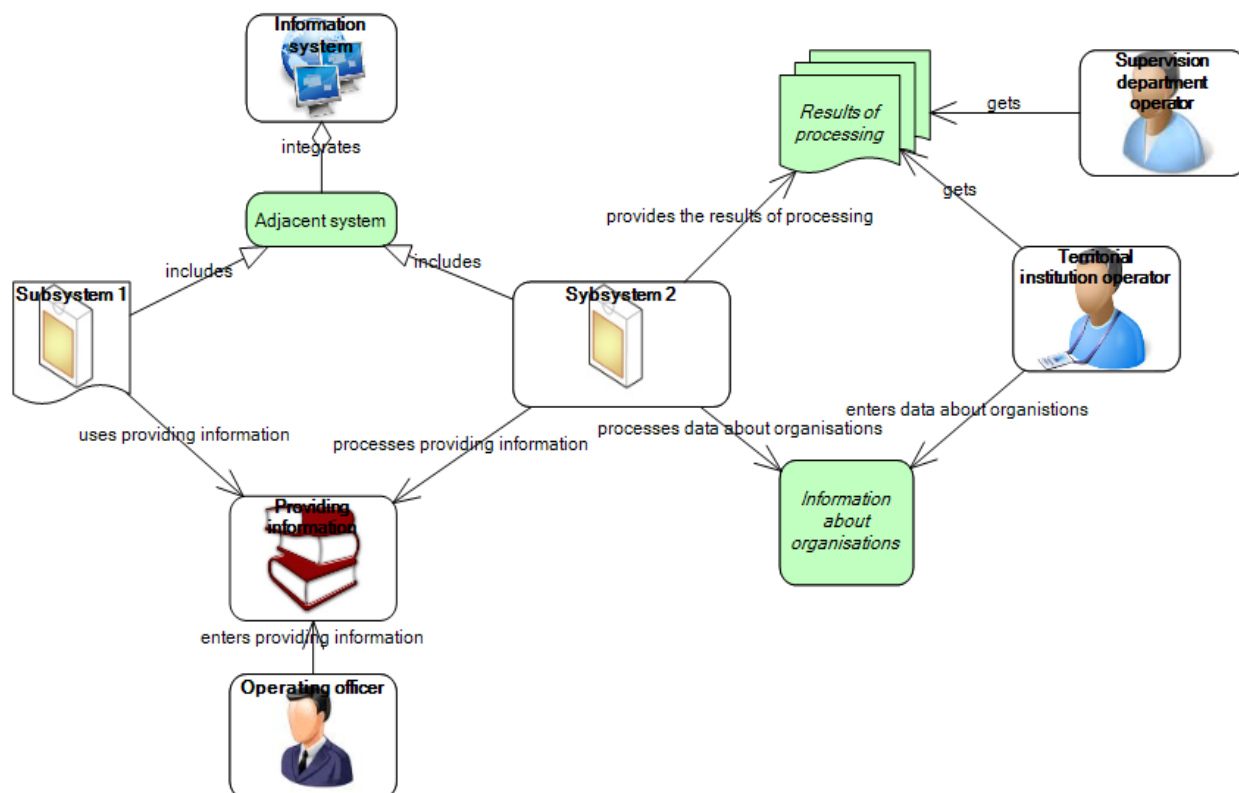 Information
system
integrates
Adjacent system
includes
includes
Subsystem 1
Sybsystem 2
provides the results of processing
Results of
processing
gets
gets
Supervision
department
operator
Territorial
institution operator
uses providing information
processes providing information
processes data about organisations
enters data about organistions
Providing
information
Information
about
organisations
enters providing information
Operating officer